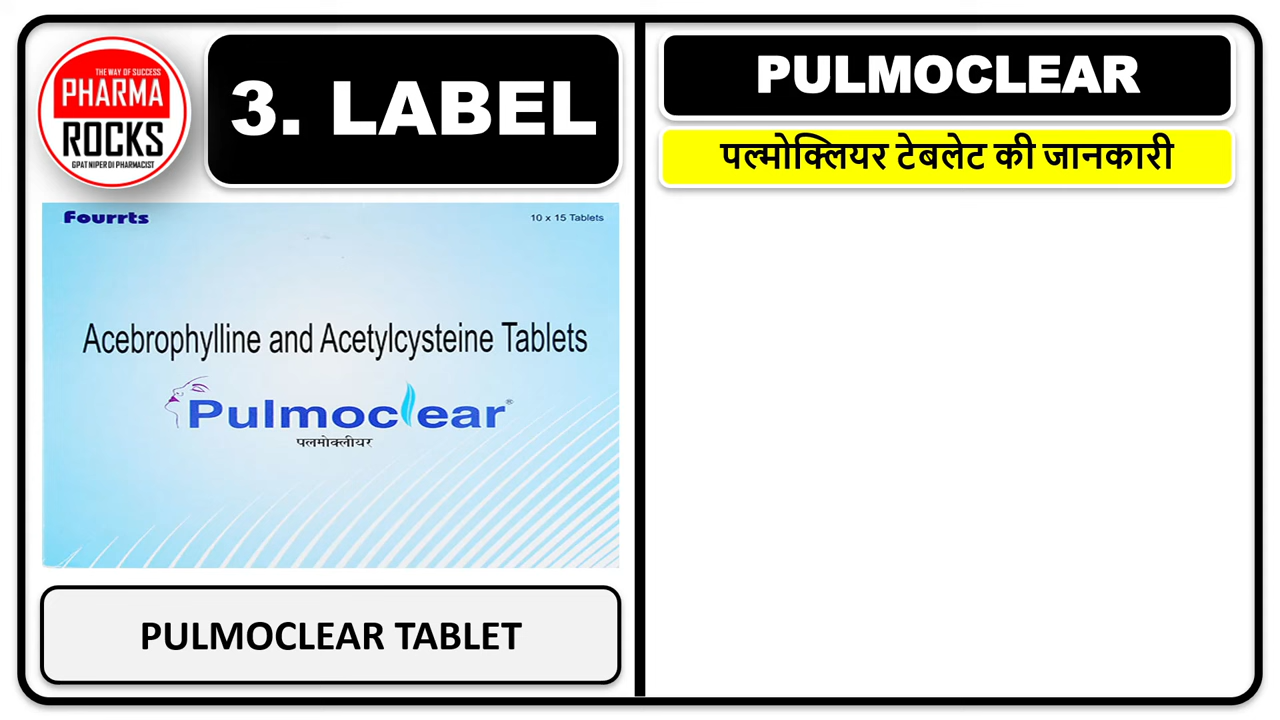 THE WAY OF SUCCESS
PHARMA
ROCKS
GPAT NIPER DI PHARMACIST
3. LABEL
Fourrts
10 x 15 Tablets
Acebrophylline and Acetylcysteine Tablets
Pulmoclear®
पलमोक्लीयर
PULMOCLEAR TABLET
PULMOCLEAR
पल्मोक्लियर टेबलेट की जानकारी